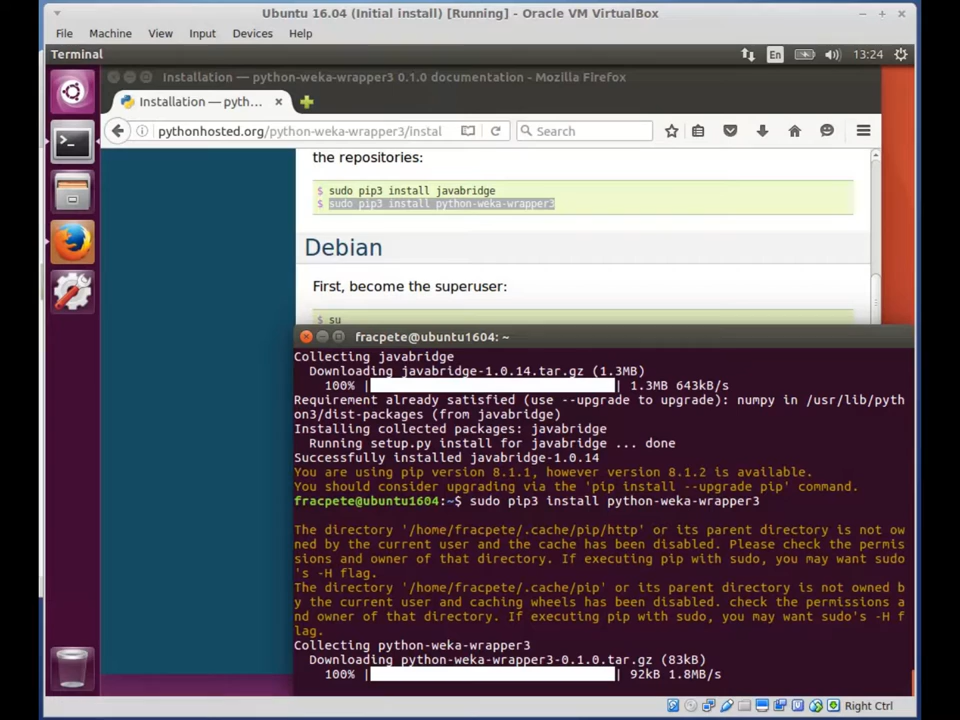 Ubuntu 16.04 (Initial install) [Running] - Oracle VM VirtualBox
File Machine View Input Devices Help
Terminal En 13:24
Installation — python-weka-wrapper3 0.1.0 documentation - Mozilla Firefox
Installation — pyth...
pythonhosted.org/python-weka-wrapper3/instal Search
the repositories:
$ sudo pip3 install javabridge
$ sudo pip3 install python-weka-wrapper3
Debian
First, become the superuser:
$ su
fracpete@ubuntu1604: ~
Collecting javabridge
Downloading javabridge-1.0.14.tar.gz (1.3MB)
100% | | 1.3MB 643kB/s
Requirement already satisfied (use --upgrade to upgrade): numpy in /usr/lib/pyth
on3/dist-packages (from javabridge)
Installing collected packages: javabridge
Running setup.py install for javabridge ... done
Successfully installed javabridge-1.0.14
You are using pip version 8.1.1, however version 8.1.2 is available.
You should consider upgrading via the 'pip install --upgrade pip' command.
fracpete@ubuntu1604:~$ sudo pip3 install python-weka-wrapper3
The directory '/home/fracpete/.cache/pip/http' or its parent directory is not ow
ned by the current user and the cache has been disabled. Please check the permis
sions and owner of that directory. If executing pip with sudo, you may want sudo
's -H flag.
The directory '/home/fracpete/.cache/pip' or its parent directory is not owned b
y the current user and caching wheels has been disabled. check the permissions a
nd owner of that directory. If executing pip with sudo, you may want sudo's -H f
lag.
Collecting python-weka-wrapper3
Downloading python-weka-wrapper3-0.1.0.tar.gz (83kB)
100% | | 92kB 1.8MB/s
Right Ctrl